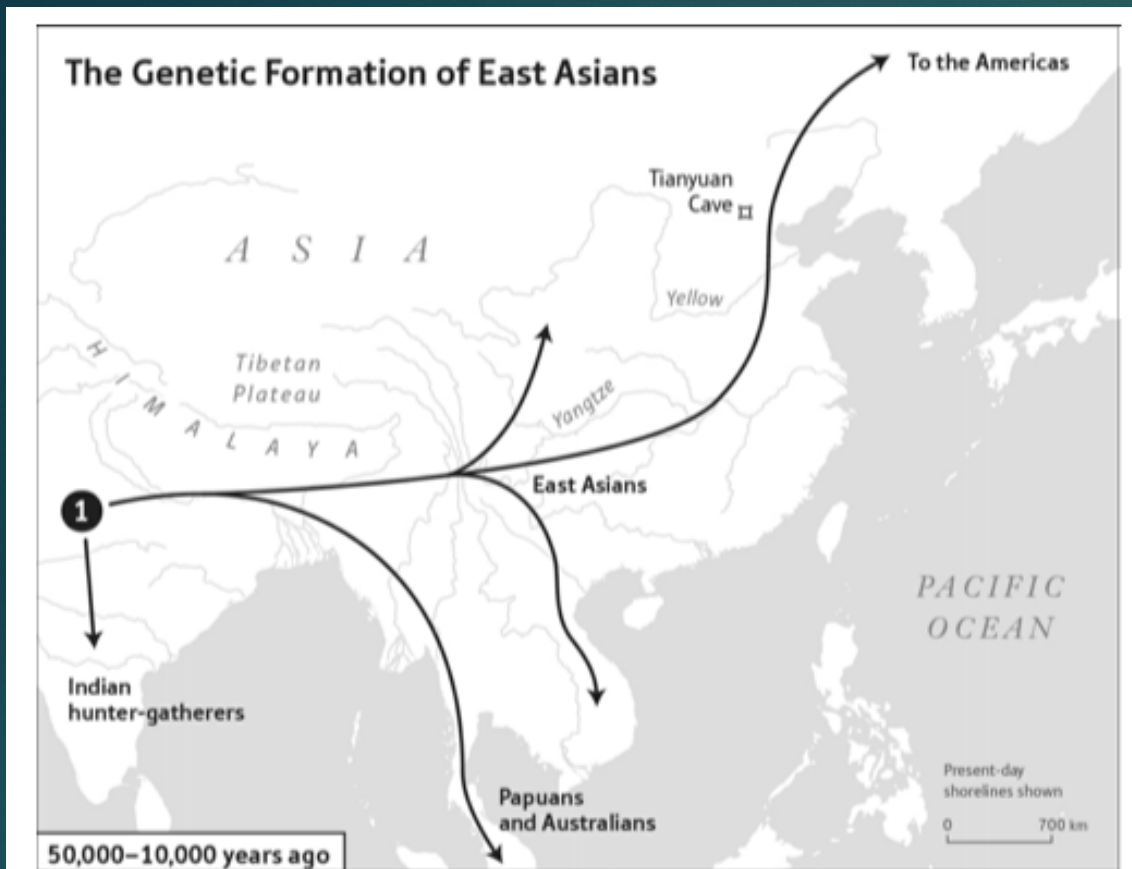 The Genetic Formation of East Asians
To the Americas
Tianyuan
Cave
A S I A
Yellow
Tibetan
Plateau
HIMALAYA
Yangtze
1
East Asians
PACIFIC
OCEAN
Indian
hunter-gatherers
Papuans
and Australians
Present-day
shorelines shown
0 700 km
50,000–10,000 years ago